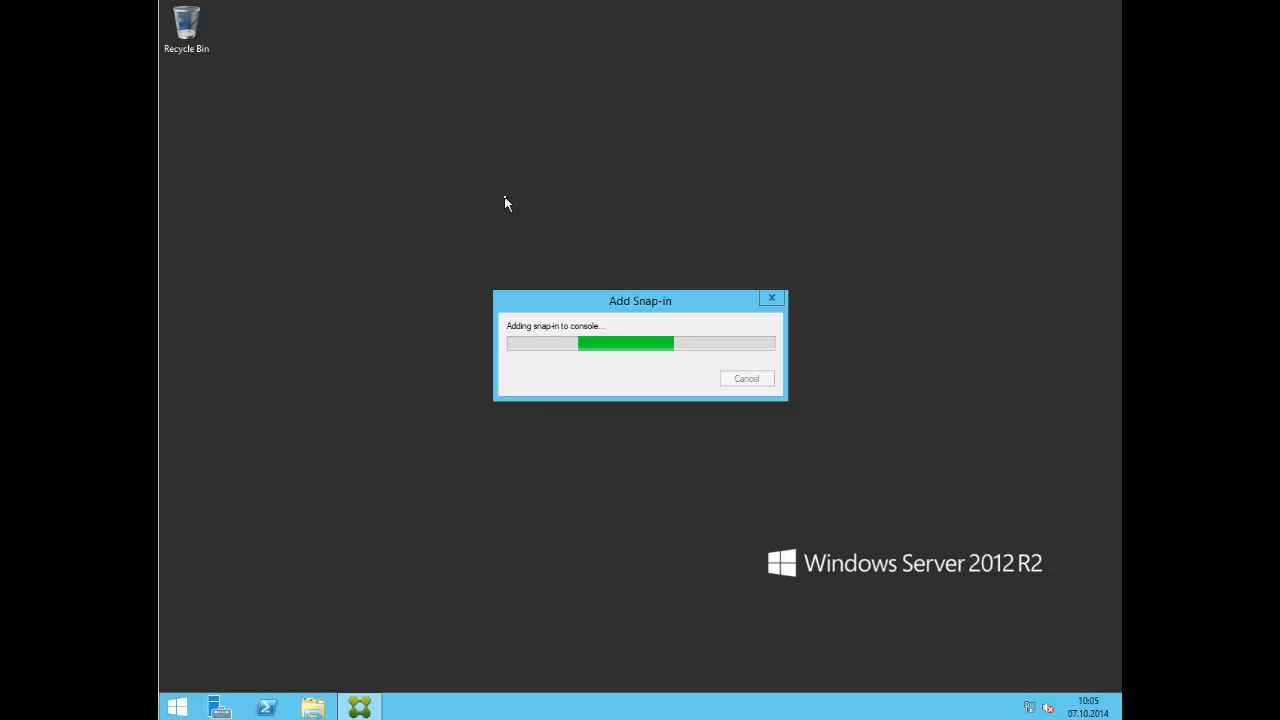 Recycle Bin
Add Snap-in
Adding snap-in to console...
Cancel
Windows Server 2012 R2
10:05
07.10.2014